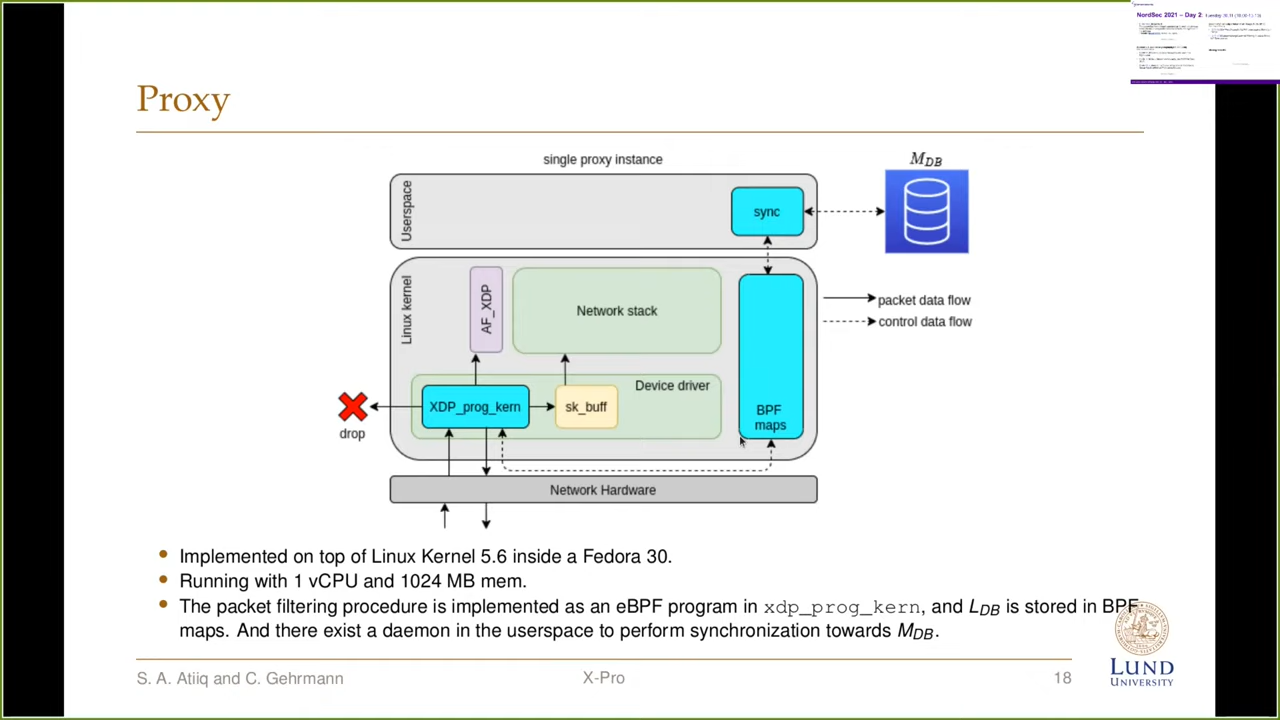 NordSec 2021 – Day 2:
Proxy
single proxy instance
M_DB
Userspace
sync
Linux kernel
AF_XDP
Network stack
packet data flow
control data flow
Device driver
XDP_prog_kern
sk_buff
BPF
maps
drop
Network Hardware
• Implemented on top of Linux Kernel 5.6 inside a Fedora 30.
• Running with 1 vCPU and 1024 MB mem.
• The packet filtering procedure is implemented as an eBPF program in xdp_prog_kern, and L_DB is stored in BPF
maps. And there exist a daemon in the userspace to perform synchronization towards M_DB.
S. A. Atiiq and C. Gehrmann
X-Pro
18
LUND
UNIVERSITY